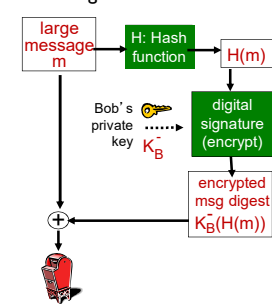 large
message
m
H: Hash
function
H(m)
Bob's
private
key
K⁻B
digital
signature
(encrypt)
encrypted
msg digest
K⁻B(H(m))
+